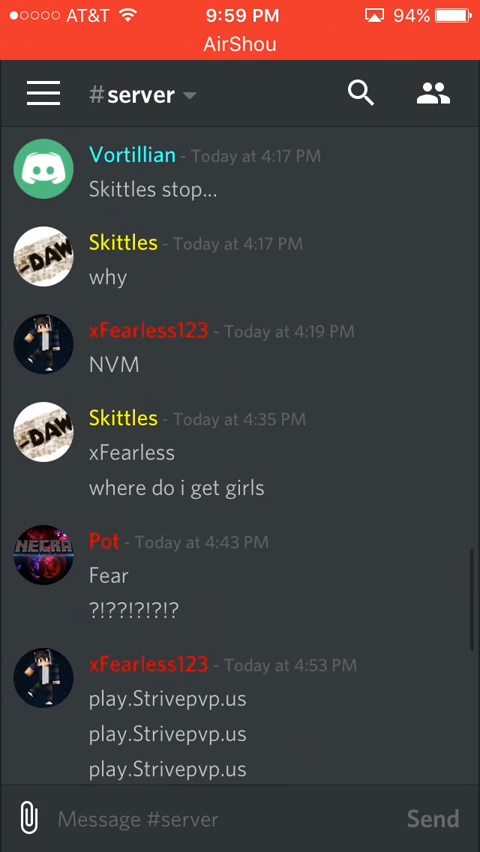 AT&T 9:59 PM 94%
AirShou
#server
Vortillian - Today at 4:17 PM
Skittles stop...
-DAW
Skittles - Today at 4:17 PM
why
xFearless123 - Today at 4:19 PM
NVM
-DAW
Skittles - Today at 4:35 PM
xFearless
where do i get girls
Pot - Today at 4:43 PM
Fear
?!??!?!?!?
xFearless123 - Today at 4:53 PM
play.Strivepvp.us
play.Strivepvp.us
play.Strivepvp.us
Message #server Send